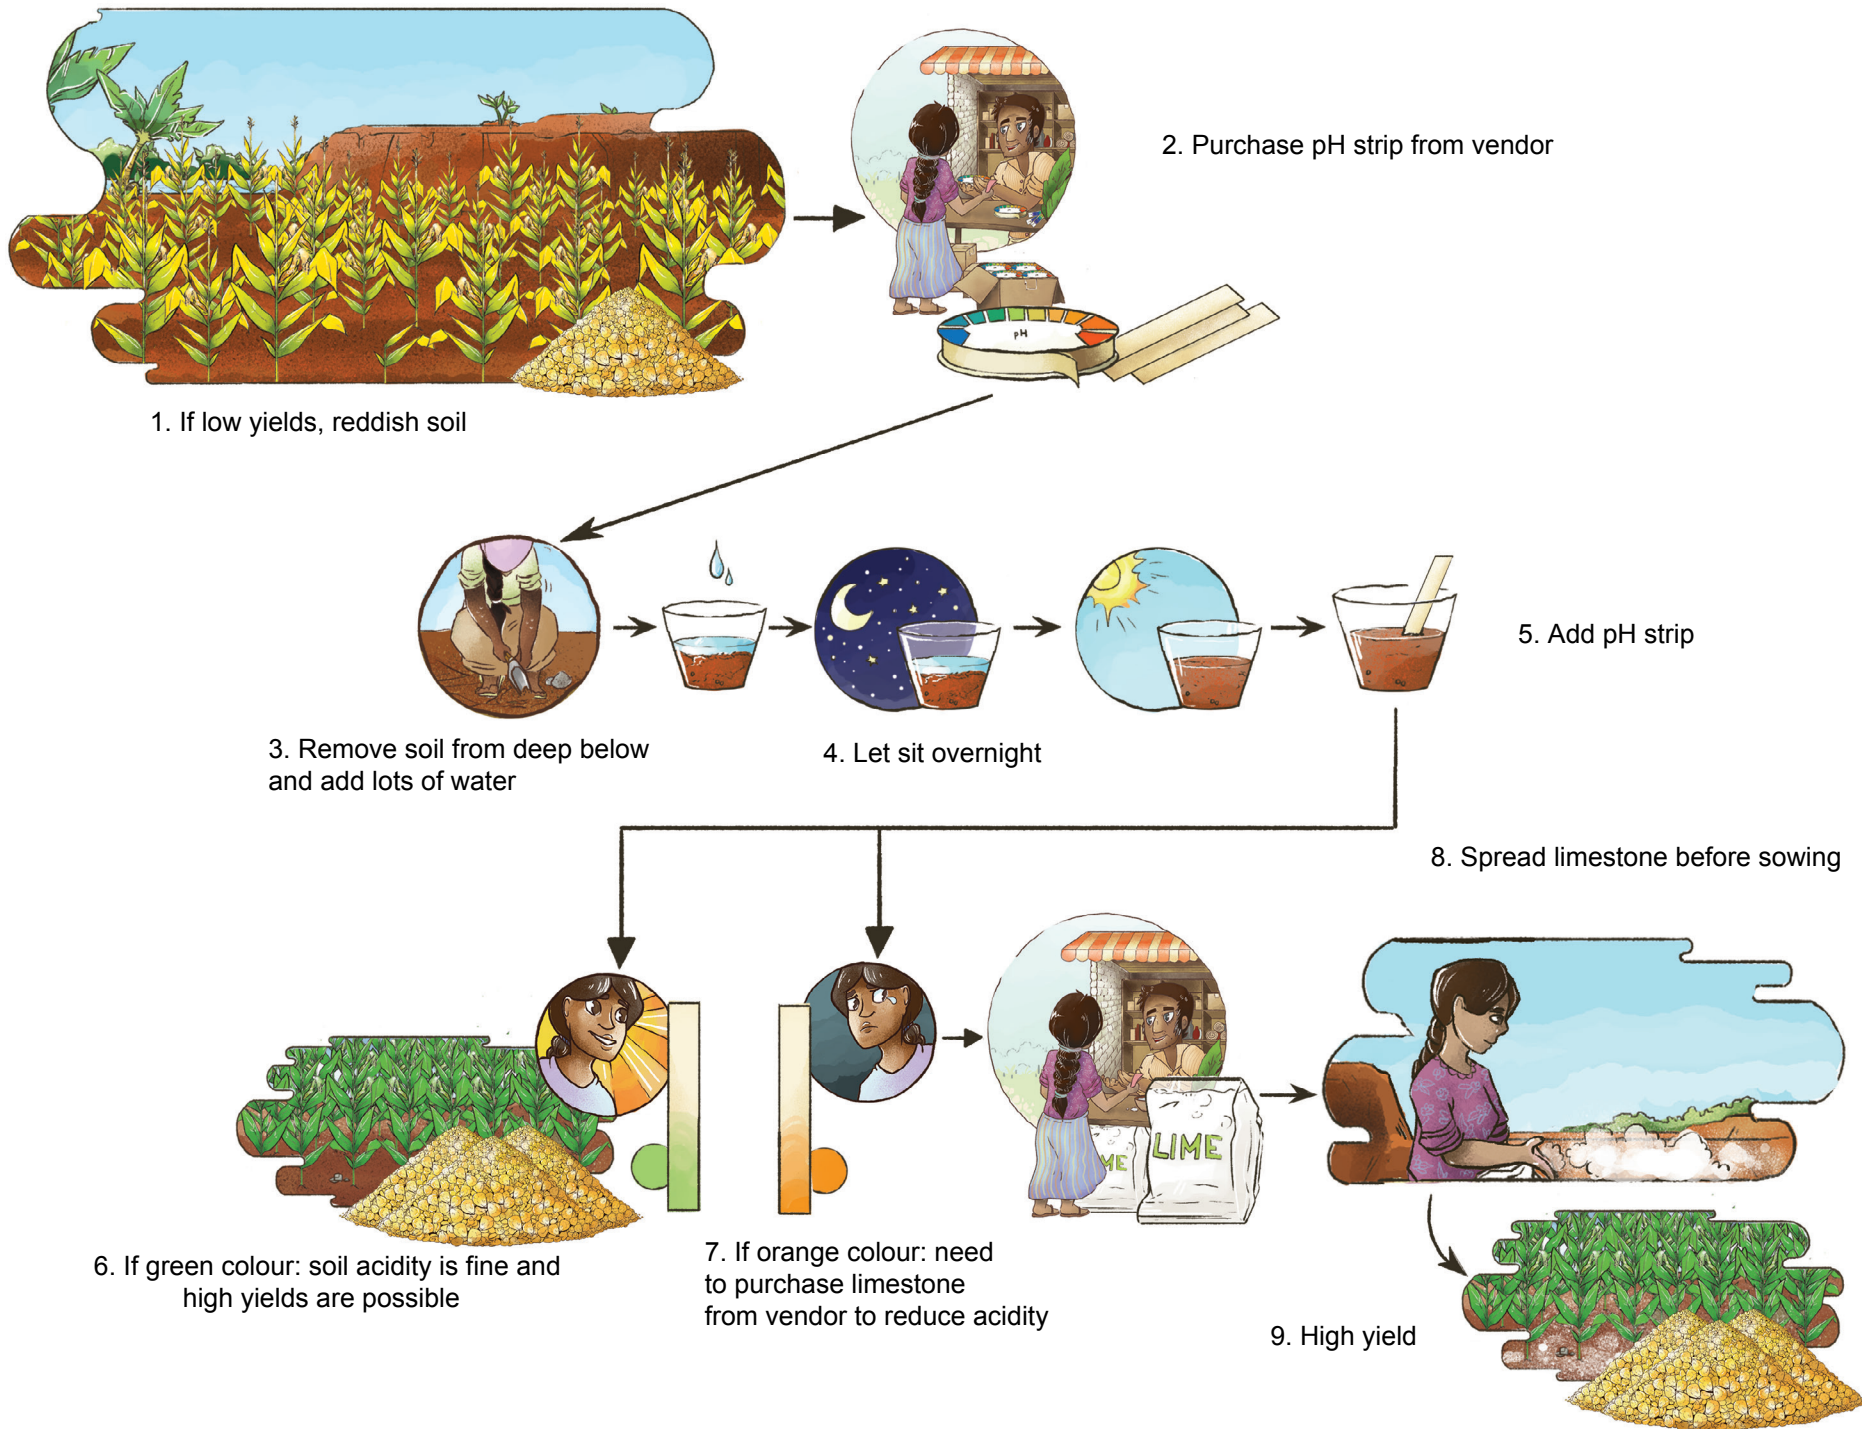 1. If low yields, reddish soil
2. Purchase pH strip from vendor
pH
3. Remove soil from deep below
and add lots of water
4. Let sit overnight
5. Add pH strip
6. If green colour: soil acidity is fine and
high yields are possible
7. If orange colour: need
to purchase limestone
from vendor to reduce acidity
ME
LIME
8. Spread limestone before sowing
9. High yield